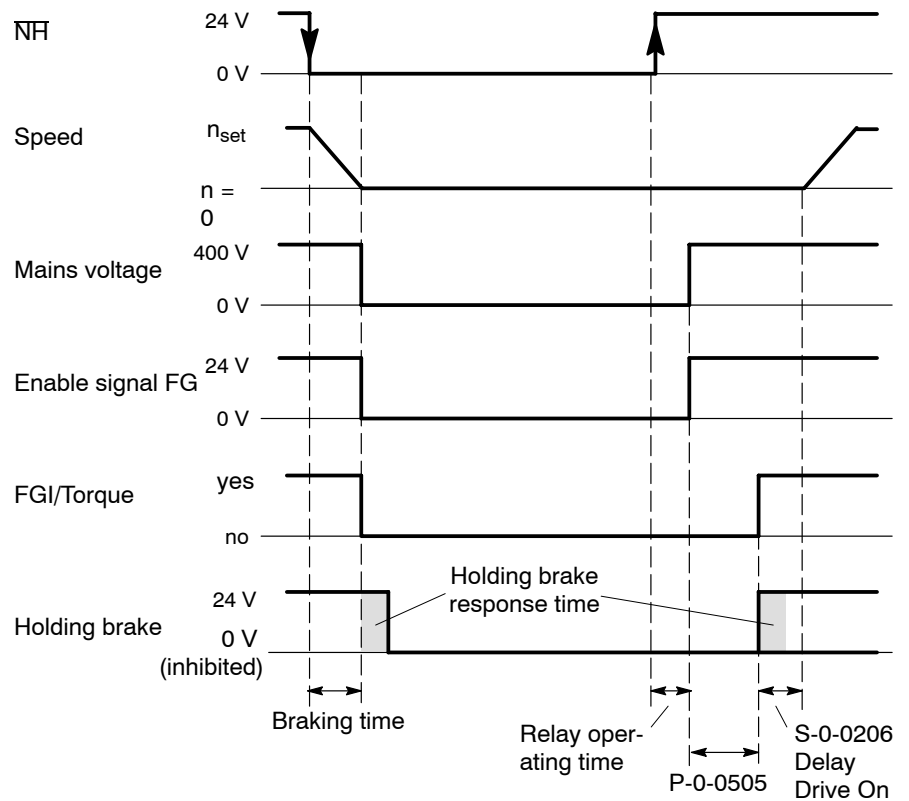 24 V
NH
0 V
Speed
nset
n =
0
Mains voltage
400 V
0 V
Enable signal FG
24 V
0 V
FGI/Torque
yes
no
Holding brake
response time
Holding brake
24 V
0 V
(inhibited)
Braking time
Relay oper-
ating time
P-0-0505
S-0-0206
Delay
Drive On